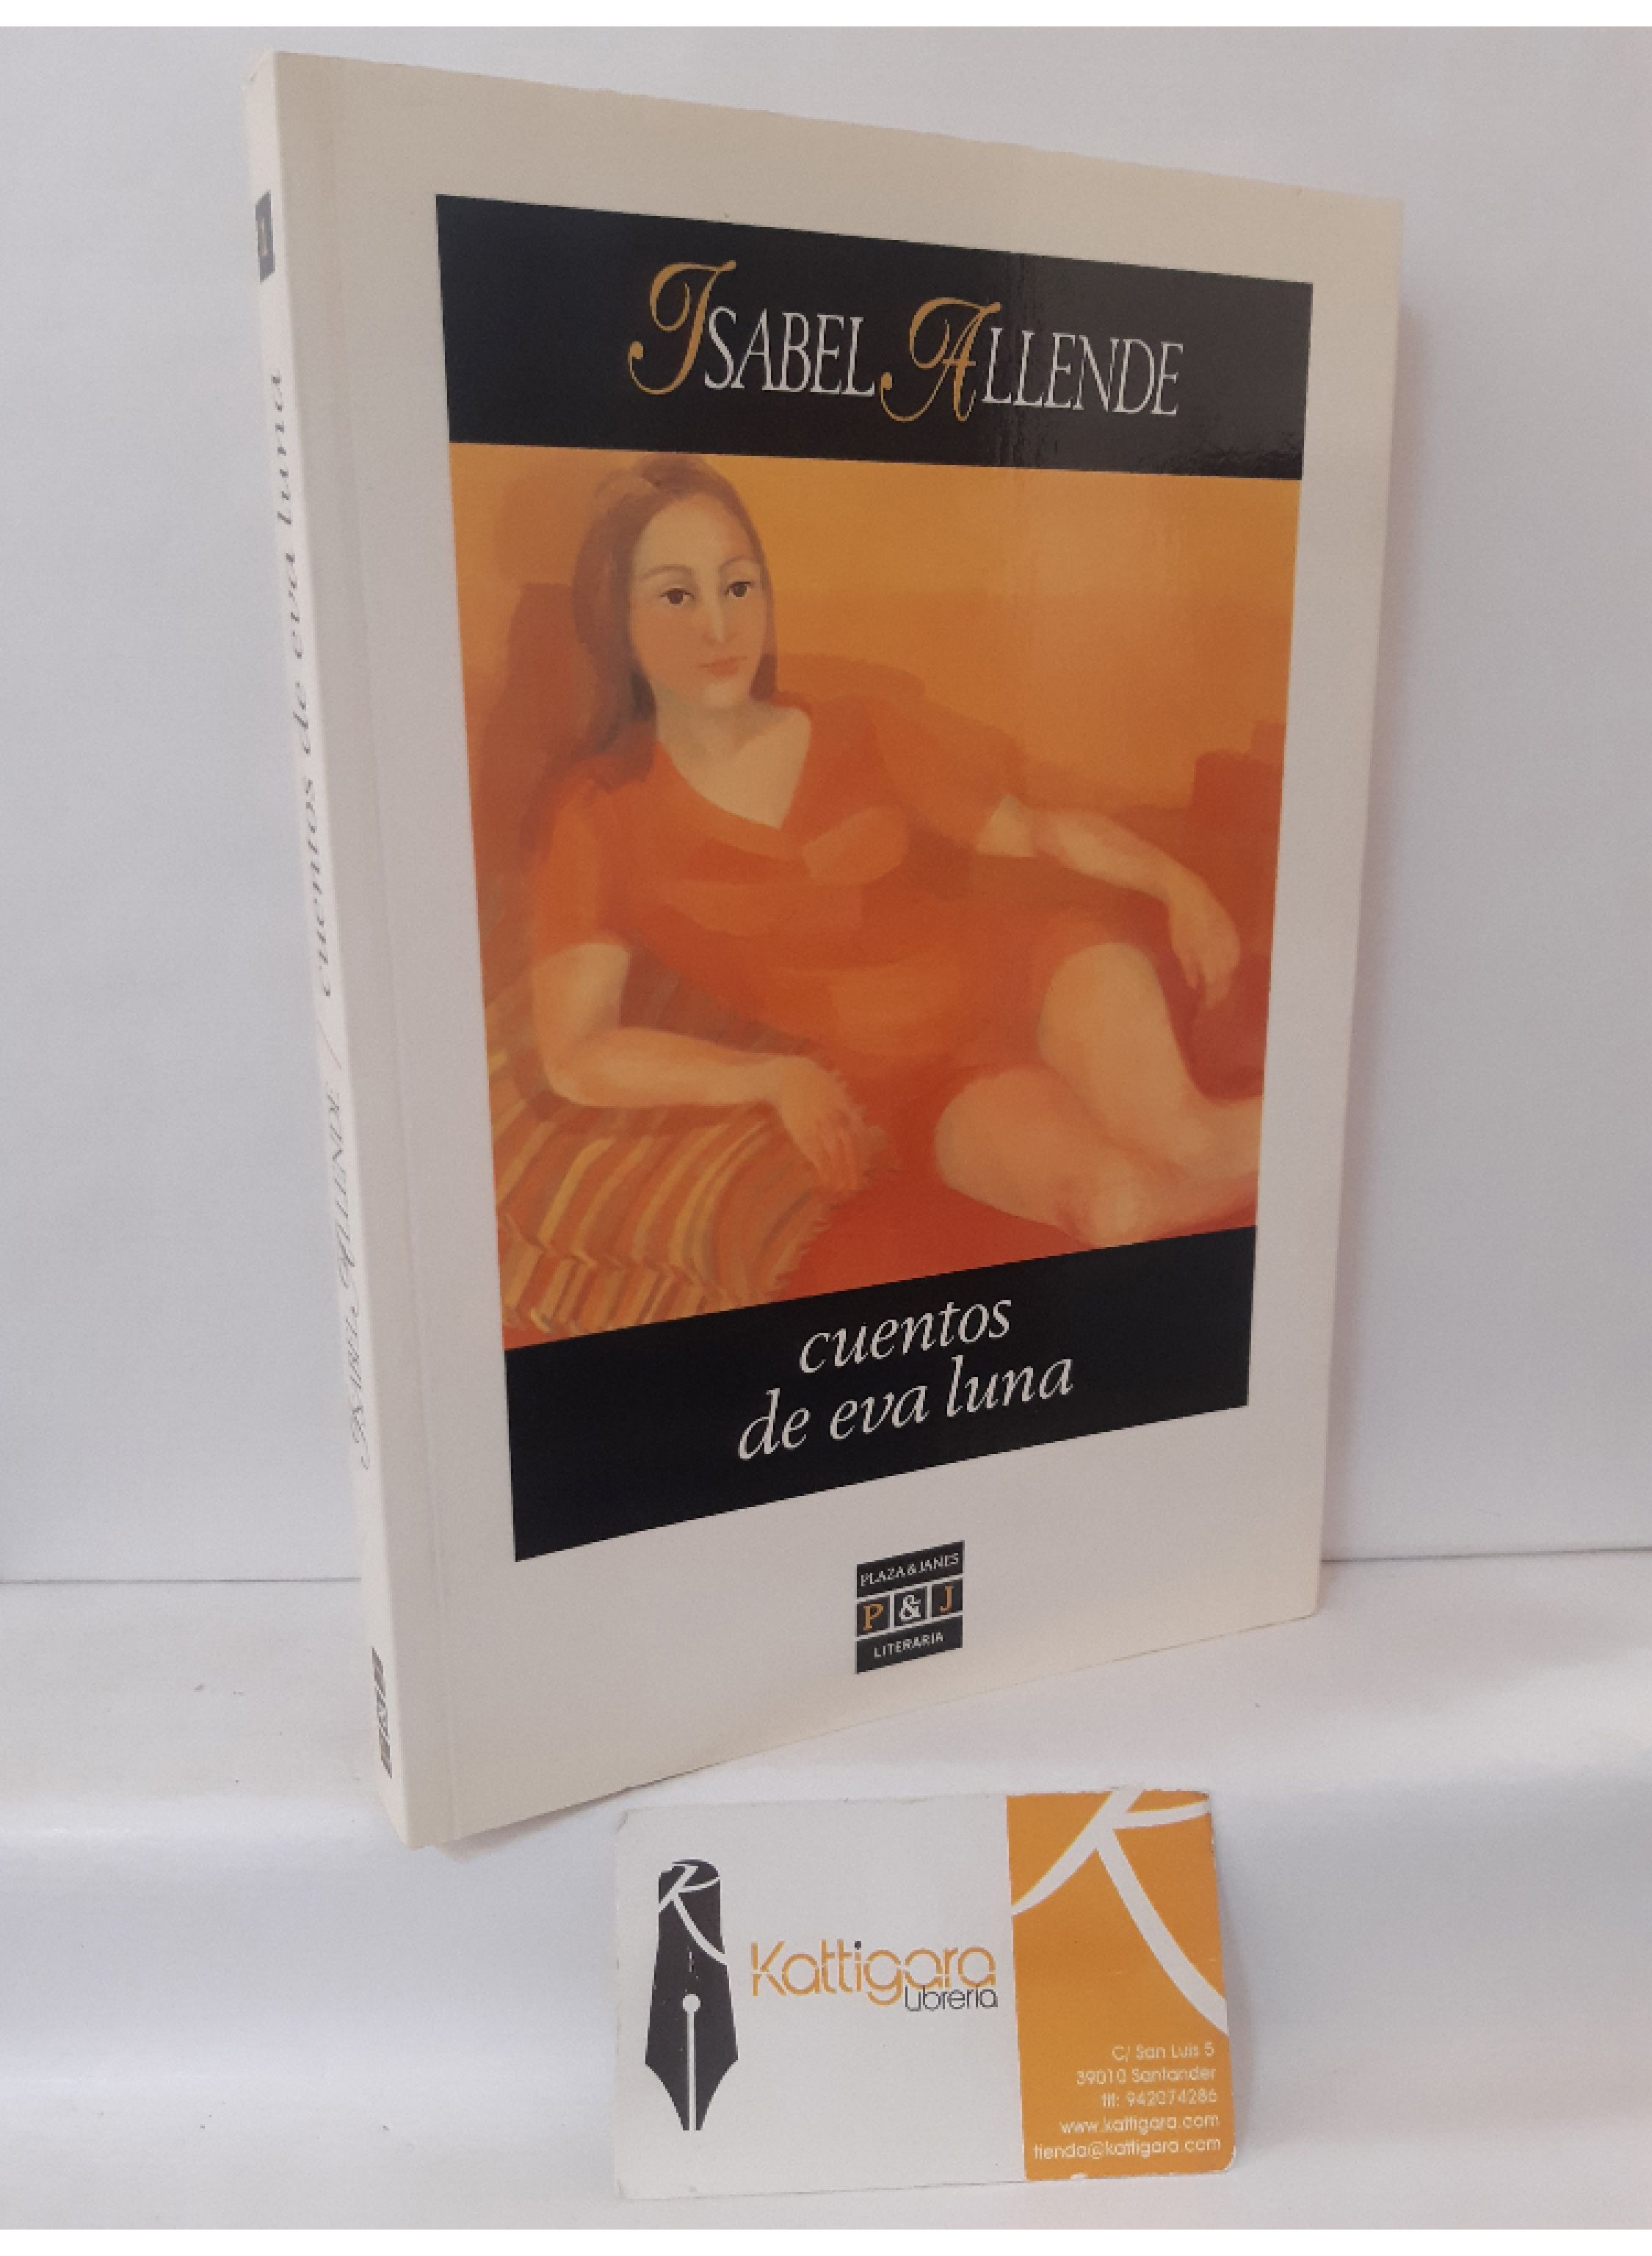 ISABEL ALLENDE
cuentos
de eva luna
PLAZA & JANES
P & J
LITERARIA
ISABEL ALLENDE / cuentos de eva luna
1
P&J
K
Kattigara
Librería
K
C/ San Luis 5
39010 Santander
tlf: 942074286
www.kattigara.com
tienda@kattigara.com